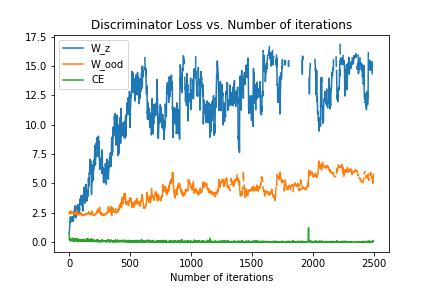 Discriminator Loss vs. Number of iterations
17.5
15.0
12.5
10.0
7.5
5.0
2.5
0.0
W_z
W_ood
CE
0
500
1000
1500
2000
2500
Number of iterations